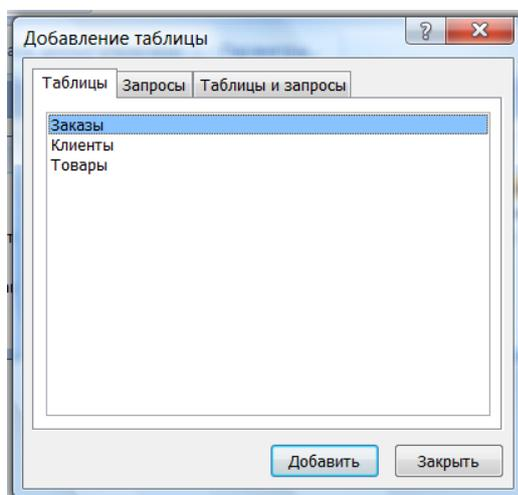 Добавление таблицы
Таблицы Запросы Таблицы и запросы
Заказы
Клиенты
Товары
Добавить Закрыть